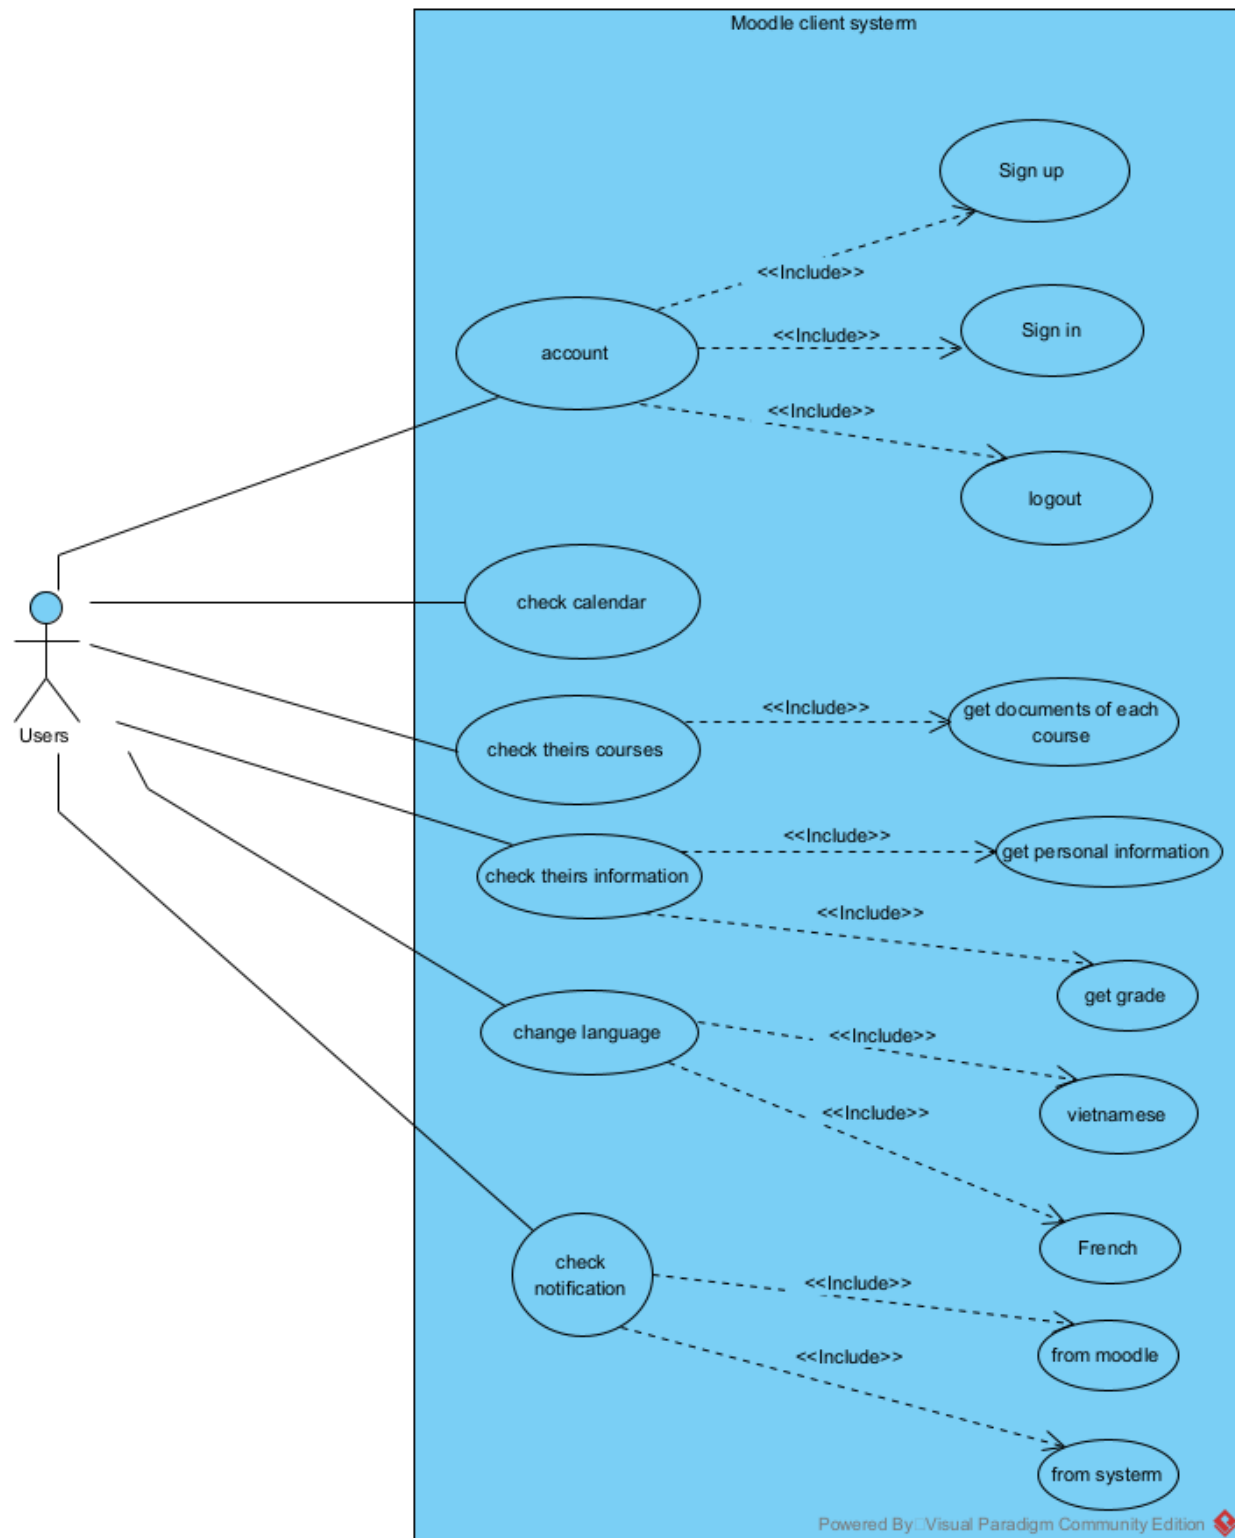 Moodle client systerm
Sign up
<<Include>>
Sign in
<<Include>>
account
<<Include>>
logout
check calendar
Users
<<Include>>
get documents of each
course
check theirs courses
<<Include>>
get personal information
check theirs information
<<Include>>
get grade
change language
<<Include>>
vietnamese
<<Include>>
French
check
notification
<<Include>>
from moodle
<<Include>>
from systerm
Powered By Visual Paradigm Community Edition